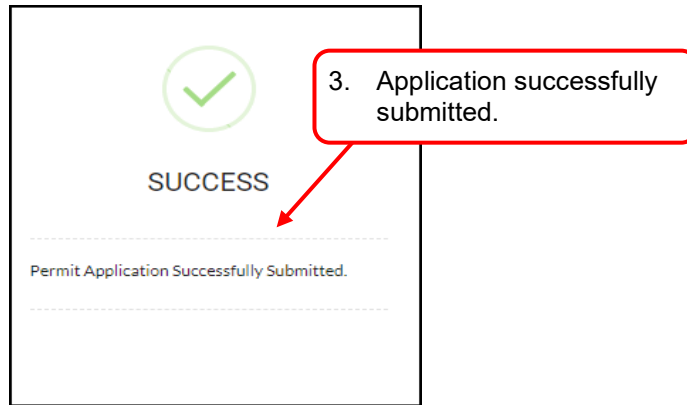 3. Application successfully
submitted.
SUCCESS
Permit Application Successfully Submitted.